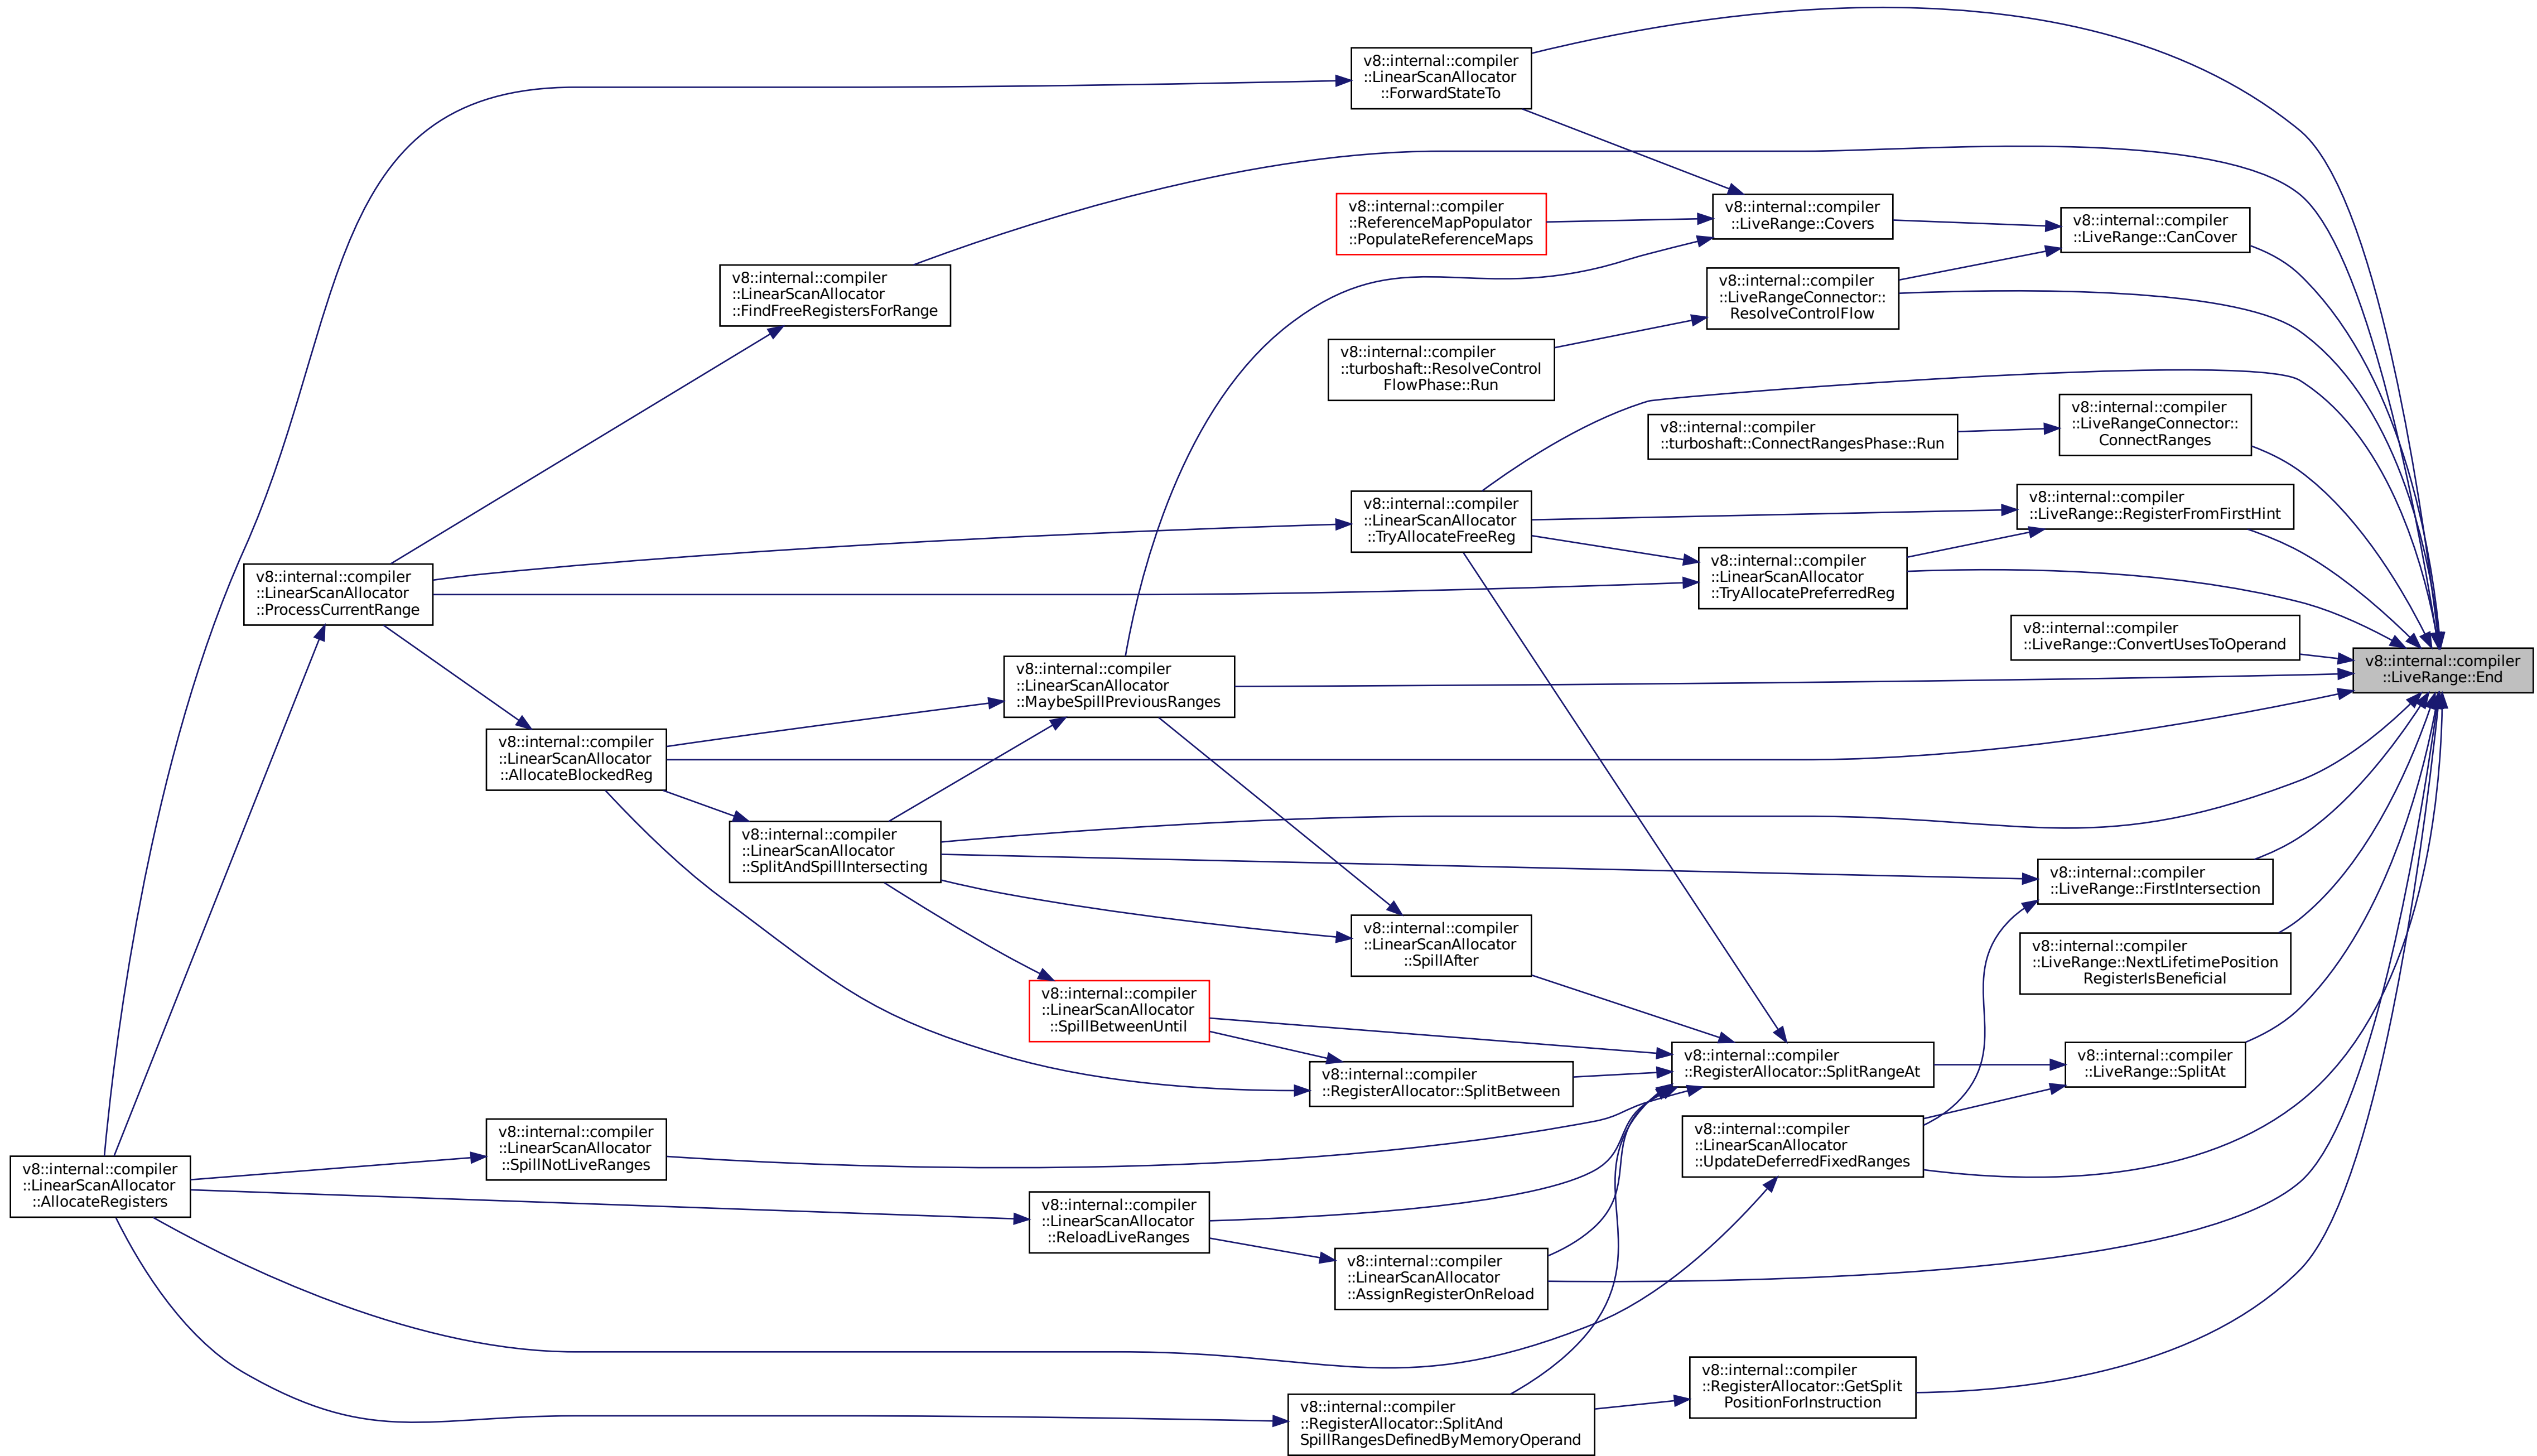 v8::internal::compiler
::LinearScanAllocator
::ForwardStateTo
v8::internal::compiler
::ReferenceMapPopulator
::PopulateReferenceMaps
v8::internal::compiler
::LiveRange::Covers
v8::internal::compiler
::LiveRange::CanCover
v8::internal::compiler
::LinearScanAllocator
::FindFreeRegistersForRange
v8::internal::compiler
::LiveRangeConnector::
ResolveControlFlow
v8::internal::compiler
::turboshaft::ResolveControl
FlowPhase::Run
v8::internal::compiler
::turboshaft::ConnectRangesPhase::Run
v8::internal::compiler
::LiveRangeConnector::
ConnectRanges
v8::internal::compiler
::LinearScanAllocator
::TryAllocateFreeReg
v8::internal::compiler
::LiveRange::RegisterFromFirstHint
v8::internal::compiler
::LinearScanAllocator
::ProcessCurrentRange
v8::internal::compiler
::LinearScanAllocator
::TryAllocatePreferredReg
v8::internal::compiler
::LiveRange::ConvertUsesToOperand
v8::internal::compiler
::LiveRange::End
v8::internal::compiler
::LinearScanAllocator
::MaybeSpillPreviousRanges
v8::internal::compiler
::LinearScanAllocator
::AllocateBlockedReg
v8::internal::compiler
::LinearScanAllocator
::SplitAndSpillIntersecting
v8::internal::compiler
::LiveRange::FirstIntersection
v8::internal::compiler
::LinearScanAllocator
::SpillAfter
v8::internal::compiler
::LiveRange::NextLifetimePosition
RegisterIsBeneficial
v8::internal::compiler
::LinearScanAllocator
::SpillBetweenUntil
v8::internal::compiler
::RegisterAllocator::SplitBetween
v8::internal::compiler
::RegisterAllocator::SplitRangeAt
v8::internal::compiler
::LiveRange::SplitAt
v8::internal::compiler
::LinearScanAllocator
::UpdateDeferredFixedRanges
v8::internal::compiler
::LinearScanAllocator
::SpillNotLiveRanges
v8::internal::compiler
::LinearScanAllocator
::AllocateRegisters
v8::internal::compiler
::LinearScanAllocator
::ReloadLiveRanges
v8::internal::compiler
::LinearScanAllocator
::AssignRegisterOnReload
v8::internal::compiler
::RegisterAllocator::GetSplit
PositionForInstruction
v8::internal::compiler
::RegisterAllocator::SplitAnd
SpillRangesDefinedByMemoryOperand